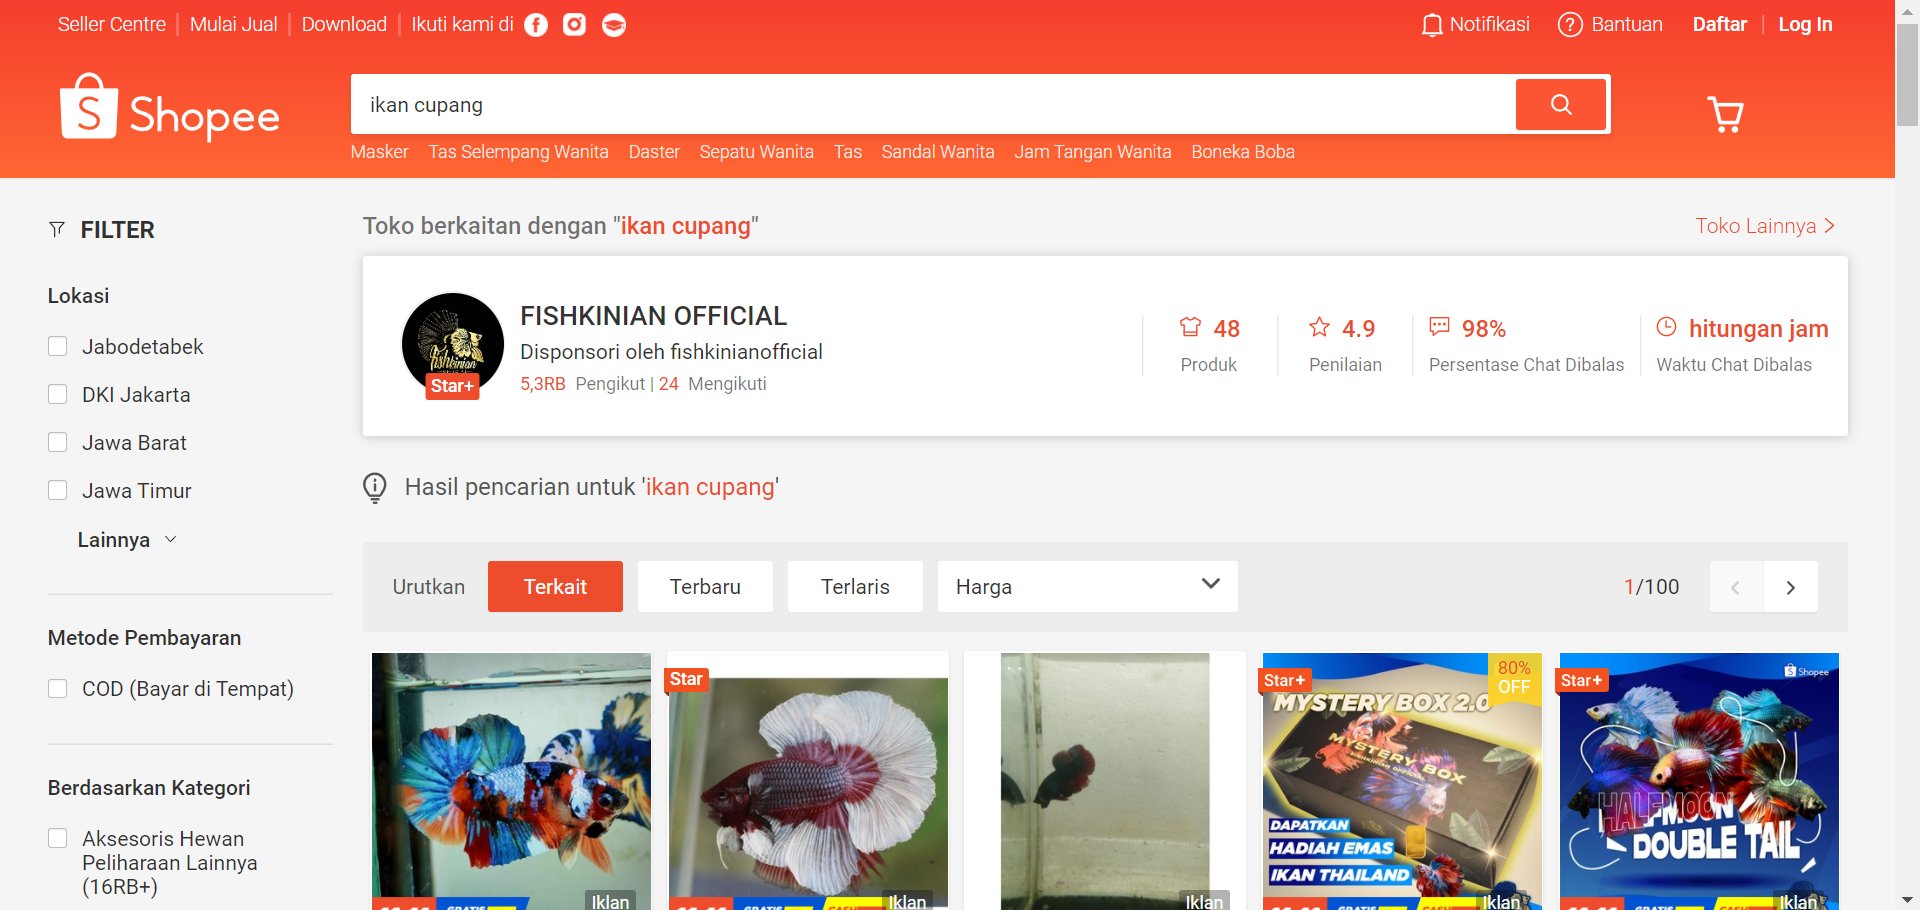 Seller Centre | Mulai Jual | Download | Ikuti kami di
Notifikasi Bantuan Daftar | Log In
Shopee
ikan cupang
Masker Tas Selempang Wanita Daster Sepatu Wanita Tas Sandal Wanita Jam Tangan Wanita Boneka Boba
FILTER
Lokasi
Jabodetabek
DKI Jakarta
Jawa Barat
Jawa Timur
Lainnya
Metode Pembayaran
COD (Bayar di Tempat)
Berdasarkan Kategori
Aksesoris Hewan
Peliharaan Lainnya
(16RB+)
Toko berkaitan dengan "ikan cupang"
Toko Lainnya
fishkinian
Star+
FISHKINIAN OFFICIAL
Disponsori oleh fishkinianofficial
5,3RB Pengikut | 24 Mengikuti
48
Produk
4.9
Penilaian
98%
Persentase Chat Dibalas
hitungan jam
Waktu Chat Dibalas
Hasil pencarian untuk 'ikan cupang'
Urutkan Terkait Terbaru Terlaris Harga
1/100
Iklan
Star
Iklan
Iklan
Star+
80%
OFF
MYSTERY BOX 2.0
MYSTERY BOX
FISHKINIAN OFFICIAL
DAPATKAN
HADIAH EMAS
IKAN THAILAND
Iklan
Star+
Shopee
HALFMOON
DOUBLE TAIL
Iklan